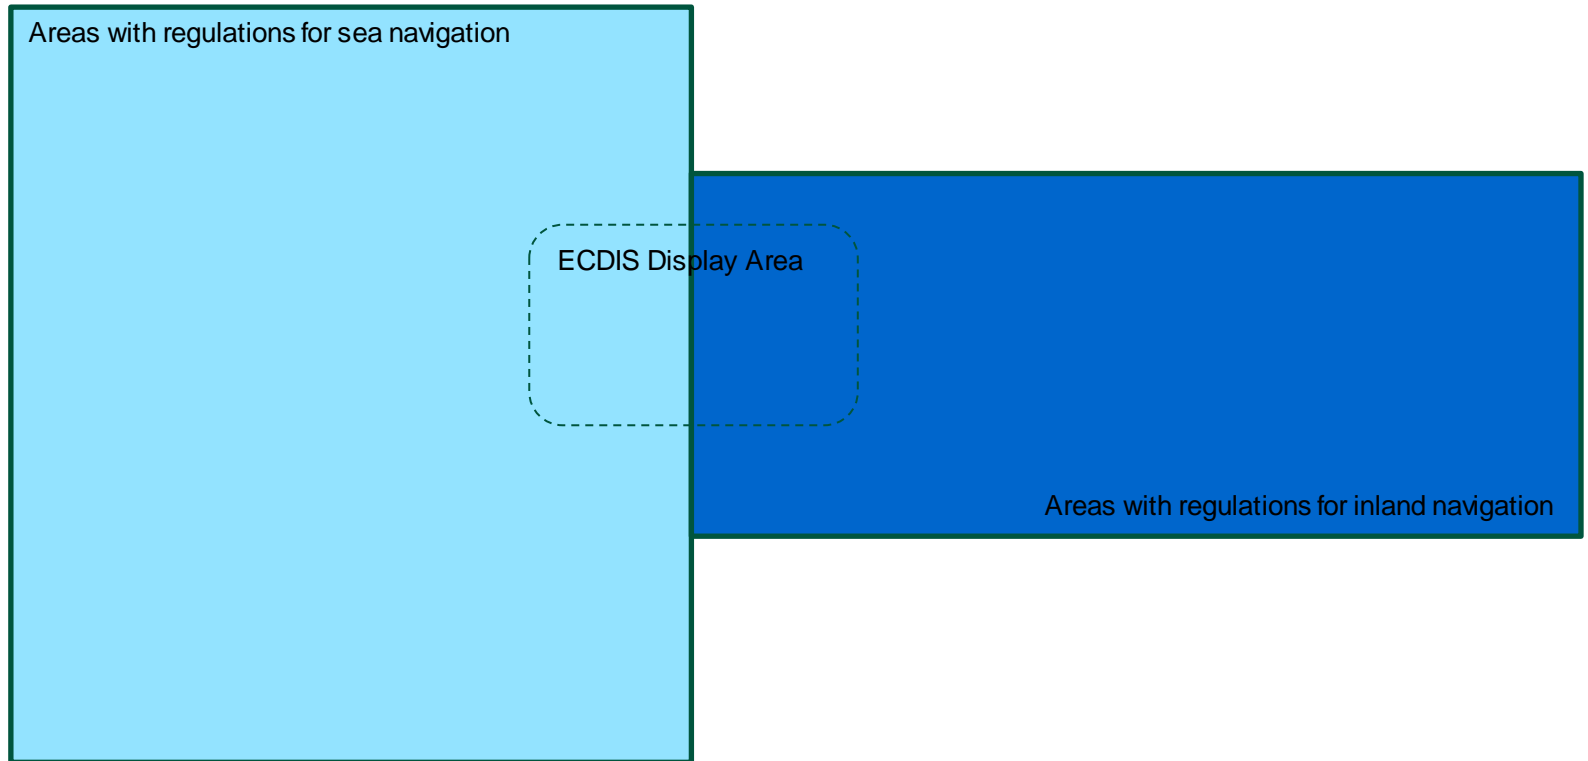 Areas with regulations for sea navigation
ECDIS Display Area
Areas with regulations for inland navigation